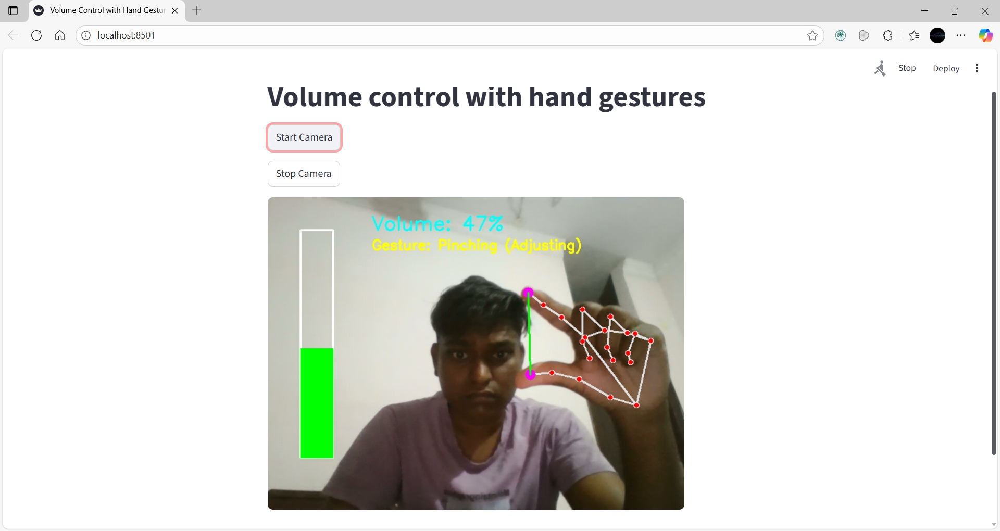 Volume Control with Hand Gestur
localhost:8501
Stop
Deploy
Volume control with hand gestures
Start Camera
Stop Camera
Volume: 47%
Gesture: Pinching (Adjusting)